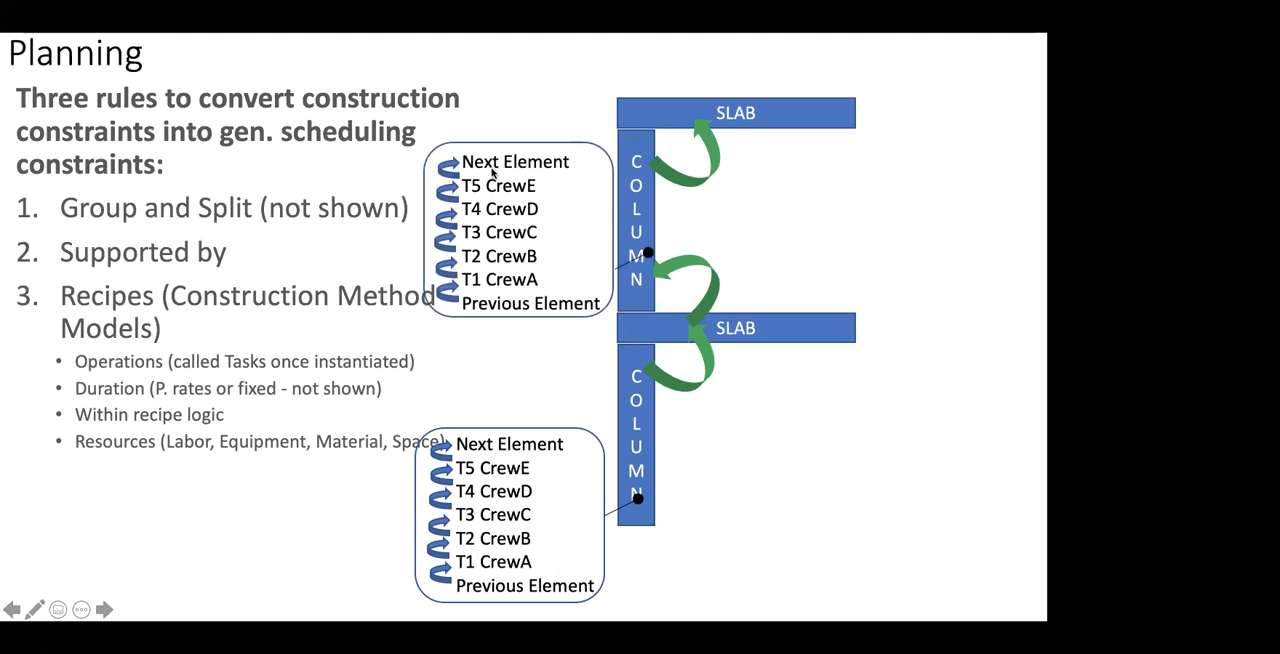 Planning
Three rules to convert construction
constraints into gen. scheduling
constraints:
1. Group and Split (not shown)
2. Supported by
3. Recipes (Construction Method
Models)
• Operations (called Tasks once instantiated)
• Duration (P. rates or fixed - not shown)
• Within recipe logic
• Resources (Labor, Equipment, Material, Space)
Next Element
T5 CrewE
T4 CrewD
T3 CrewC
T2 CrewB
T1 CrewA
Previous Element
Next Element
T5 CrewE
T4 CrewD
T3 CrewC
T2 CrewB
T1 CrewA
Previous Element
SLAB
COLUMN
SLAB
COLUMN